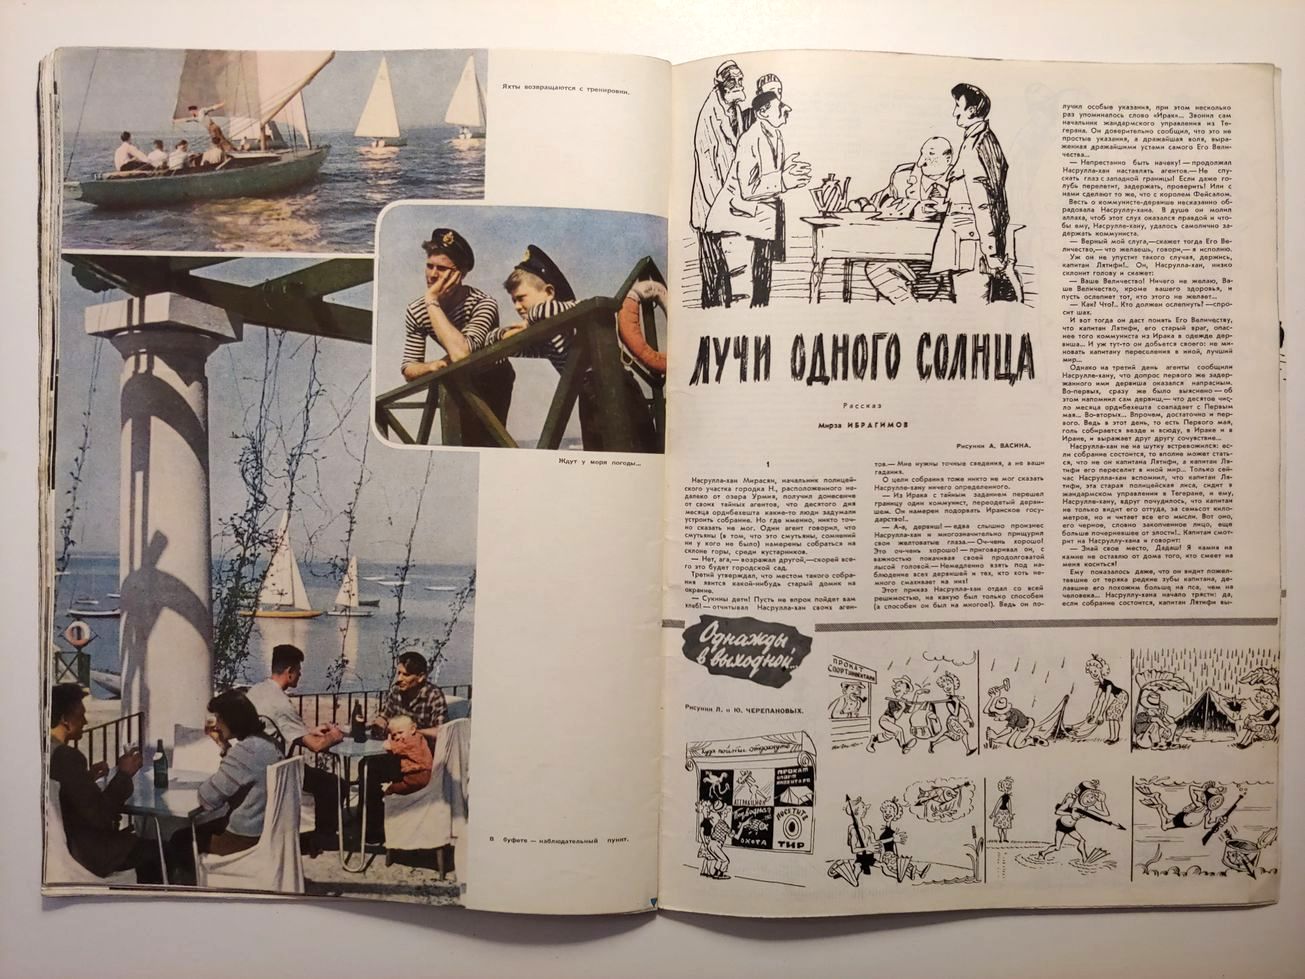 Яхты возвращаются с тренировки.
Ждут у моря погоды...
В буфете — наблюдательный пункт.
ЛУЧИ ОДНОГО СОЛНЦА
Рассказ
Мирза ИБРАГИМОВ
Рисунки А. ВАСИНА.
1
Насрулла-хан Мирасян, начальник полицей-
ского участка городка Н., расположенного не-
далеко от озера Урмия, получил донесение
от своих тайных агентов, что десятого дня
месяца ордибехешта какие-то люди задумали
устроить собрание. Но где именно, никто точ-
но сказать не мог. Один агент говорил, что
смутьяны (в том, что это смутьяны, сомнений
ни у кого не было) намерены собраться на
склоне горы, среди кустарников.
— Нет, ага,— возражал другой,—скорей все-
го это будет городской сад.
Третий утверждал, что местом такого собра-
ния явится какой-нибудь старый домик на
окраине.
— Сукины дети! Пусть не впрок пойдет вам
хлеб! — отчитывал Насрулла-хан своих аген-
тов.— Мне нужны точные сведения, а не ваши
гадания.
О цели собрания тоже никто не мог сказать
Насрулле-хану ничего определенного.
— Из Ирака с тайным заданием перешел
границу один коммунист, переодетый дерви-
шем. Он намерен подорвать Иранское госу-
дарство!..
— А-а, дервиш! — едва слышно произнес
Насрулла-хан и многозначительно прищурил
свои желтоватые глаза.— Оч-чень хорошо!
Это оч-чень хорошо! — приговаривал он, с
важностью покачивая своей продолговатой
лысой головой.— Немедленно взять под на-
блюдение всех дервишей и тех, кто хоть не-
много смахивает на них!
Этот приказ Насрулла-хан отдал со всей
решимостью, на какую был только способен
(а способен он был на многое!). Ведь он по-
лучил особые указания, при этом несколько
раз упоминалось слово «Ирак»... Звонил сам
начальник жандармского управления из Те-
герана. Он доверительно сообщил, что это не
простые указания, а дражайшая воля, выра-
женная дражайшими устами самого Его Вели-
чества...
— Непрестанно быть начеку! — продолжал
Насрулла-хан наставлять агентов.— Не спу-
скать глаз с западной границы! Если даже го-
лубь перелетит, задержать, проверить! Или с
нами сделают то же, что с королем Фейсалом.
Весть о коммунисте-дервише несказанно об-
радовала Насруллу-хана. В душе он молил
аллаха, чтоб этот слух оказался правдой и что-
бы ему, Насрулле-хану, удалось самолично за-
держать коммуниста.
— Верный мой слуга,—скажет тогда Его Ве-
личество,— что желаешь, говори,— я исполню.
Уж он не упустит такого случая, держись,
капитан Лятифи!.. Он, Насрулла-хан, низко
склонит голову и скажет:
— Ваше Величество! Ничего не желаю, Ва-
ше Величество, кроме вашего здоровья, и
пусть ослепнет тот, кто этого не желает...
— Как? Что?.. Кто должен ослепнуть? —спро-
сит шах.
И вот тогда он даст понять Его Величеству,
что капитан Лятифи, его старый враг, опас-
нее того коммуниста из Ирака в одежде дер-
виша... И уж тут-то он добьется своего: не ми-
новать капитану переселения в иной, лучший
мир...
Однако на третий день агенты сообщили
Насрулле-хану, что допрос первого же задер-
жанного ими дервиша оказался напрасным.
Во-первых, сразу же было выяснено — об
этом напомнил сам дервиш,— что десятое чис-
ло месяца ордибехешта совпадает с Первым
мая... Во-вторых... Впрочем, достаточно и пер-
вого. Ведь в этот день, то есть Первого мая,
голь собирается везде и всюду, в Ираке и в
Иране, и выражает друг другу сочувствие...
Насрулла-хан не на шутку встревожился: ес-
ли собрание состоится, то вполне может стать-
ся, что не он капитана Лятифи, а капитан Ля-
тифи его переселит в иной мир... Только сей-
час Насрулла-хан вспомнил, что капитан Ля-
тифи, эта старая полицейская лиса, сидит в
жандармском управлении в Тегеране, и ему,
Насрулле-хану, вдруг почудилось, что капитан
не только видит его оттуда, за семьсот кило-
метров, но и читает все его мысли. Вот оно,
его черное, словно закопченное лицо, еще
больше почерневшее от злости!.. Капитан смот-
рит на Насруллу-хана и говорит:
— Знай свое место, Дадаш! Я камня на
камне не оставлю от дома того, кто смеет на
меня коситься!
Ему показалось даже, что он видит пожел-
тевшие от теряка редкие зубы капитана, де-
лавшие его похожим больше на пса, чем на
человека... Насруллу-хана начало трясти: да,
если собрание состоится, капитан Лятифи вы-
Однажды
в выходной...
Рисунки Л. и Ю. ЧЕРЕПАНОВЫХ.
Куда пойти отдохнуть?
АТТРАКЦИОН
ПРОКАТ
СПОРТ
ИНВЕНТАРЯ
Подводная
ОХОТА
ПОСЕТИТЕ
ТИР
ПРОКАТ
СПОРТИНВЕНТАРЯ